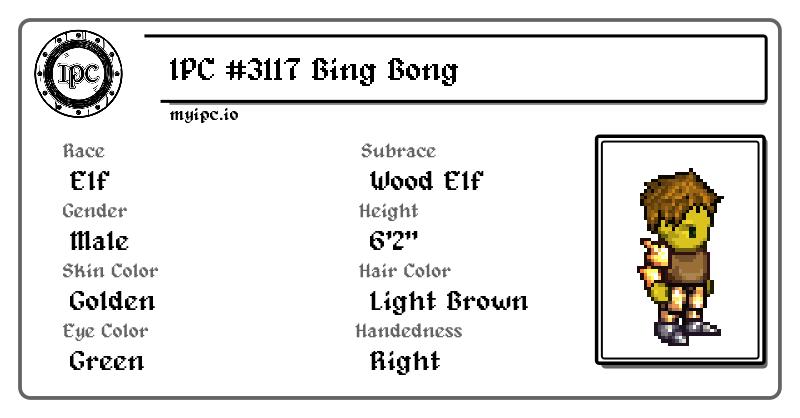 IPC
IPC #3117 Bing Bong
myipc.io
Race
Elf
Subrace
Wood Elf
Gender
Male
Height
6'2"
Skin Color
Golden
Hair Color
Light Brown
Eye Color
Green
Handedness
Right